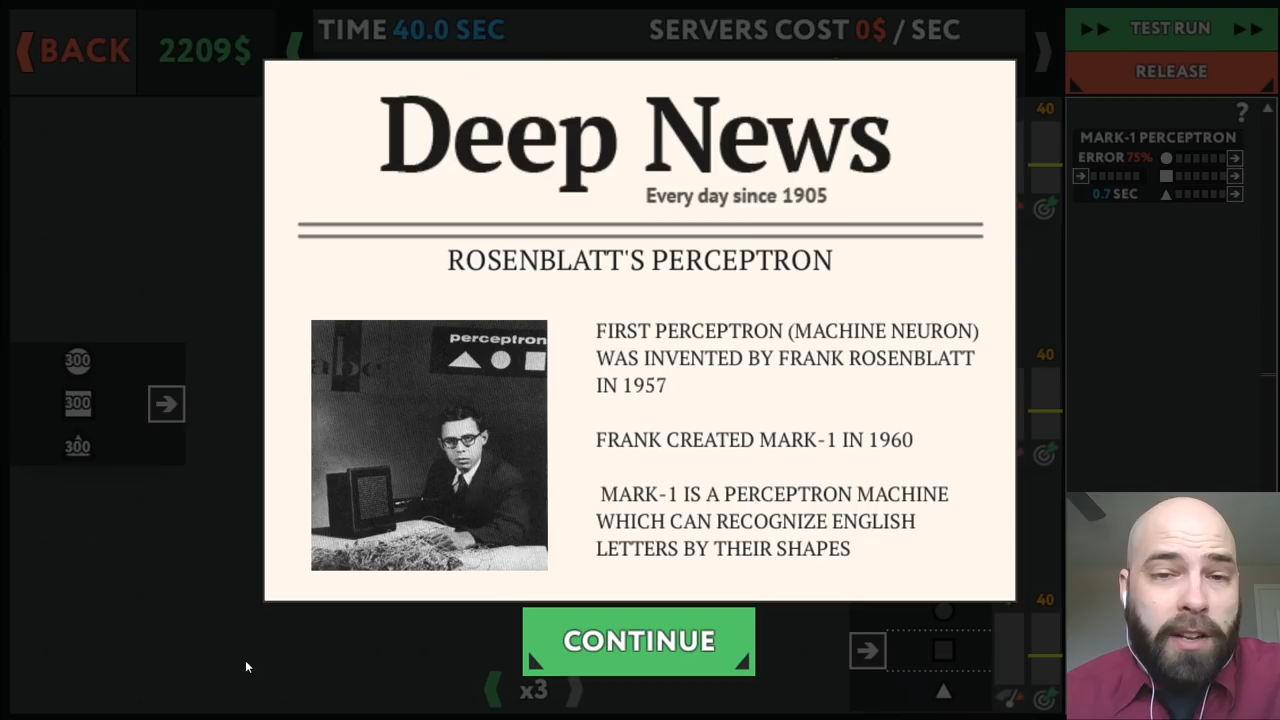 BACK
2209$
TIME 40.0 SEC
SERVERS COST 0$ / SEC
TEST RUN
RELEASE
40
?
MARK-1 PERCEPTRON
ERROR 75%
0.7 SEC
Deep News
Every day since 1905
ROSENBLATT'S PERCEPTRON
perceptron
abc
FIRST PERCEPTRON (MACHINE NEURON)
WAS INVENTED BY FRANK ROSENBLATT
IN 1957
FRANK CREATED MARK-1 IN 1960
MARK-1 IS A PERCEPTRON MACHINE
WHICH CAN RECOGNIZE ENGLISH
LETTERS BY THEIR SHAPES
300
300
300
40
40
CONTINUE
x3